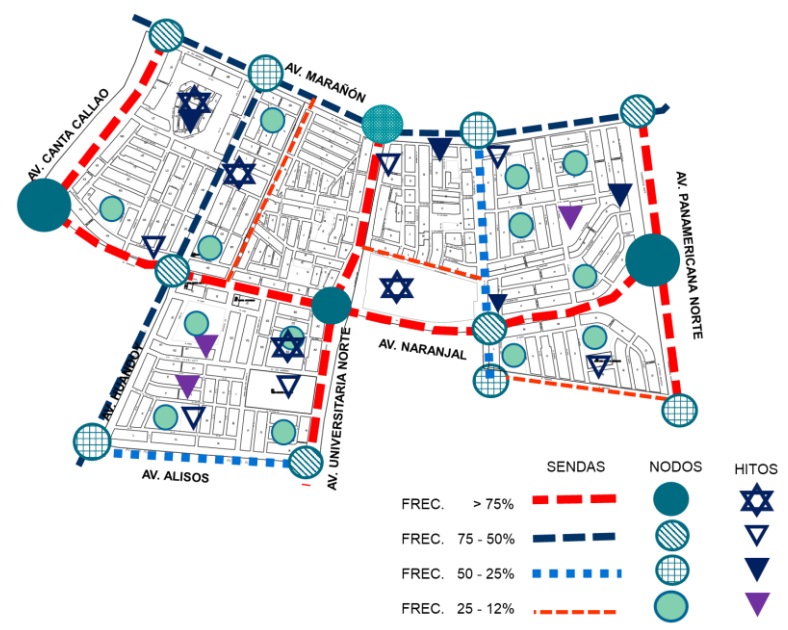 AV. MARAÑÓN
AV. CANTA CALLAO
AV. PANAMERICANA NORTE
AV. NARANJAL
AV. HUANDOY
AV. UNIVERSITARIA NORTE
AV. ALISOS
SENDAS NODOS HITOS
FREC. > 75%
FREC. 75 - 50%
FREC. 50 - 25%
FREC. 25 - 12%